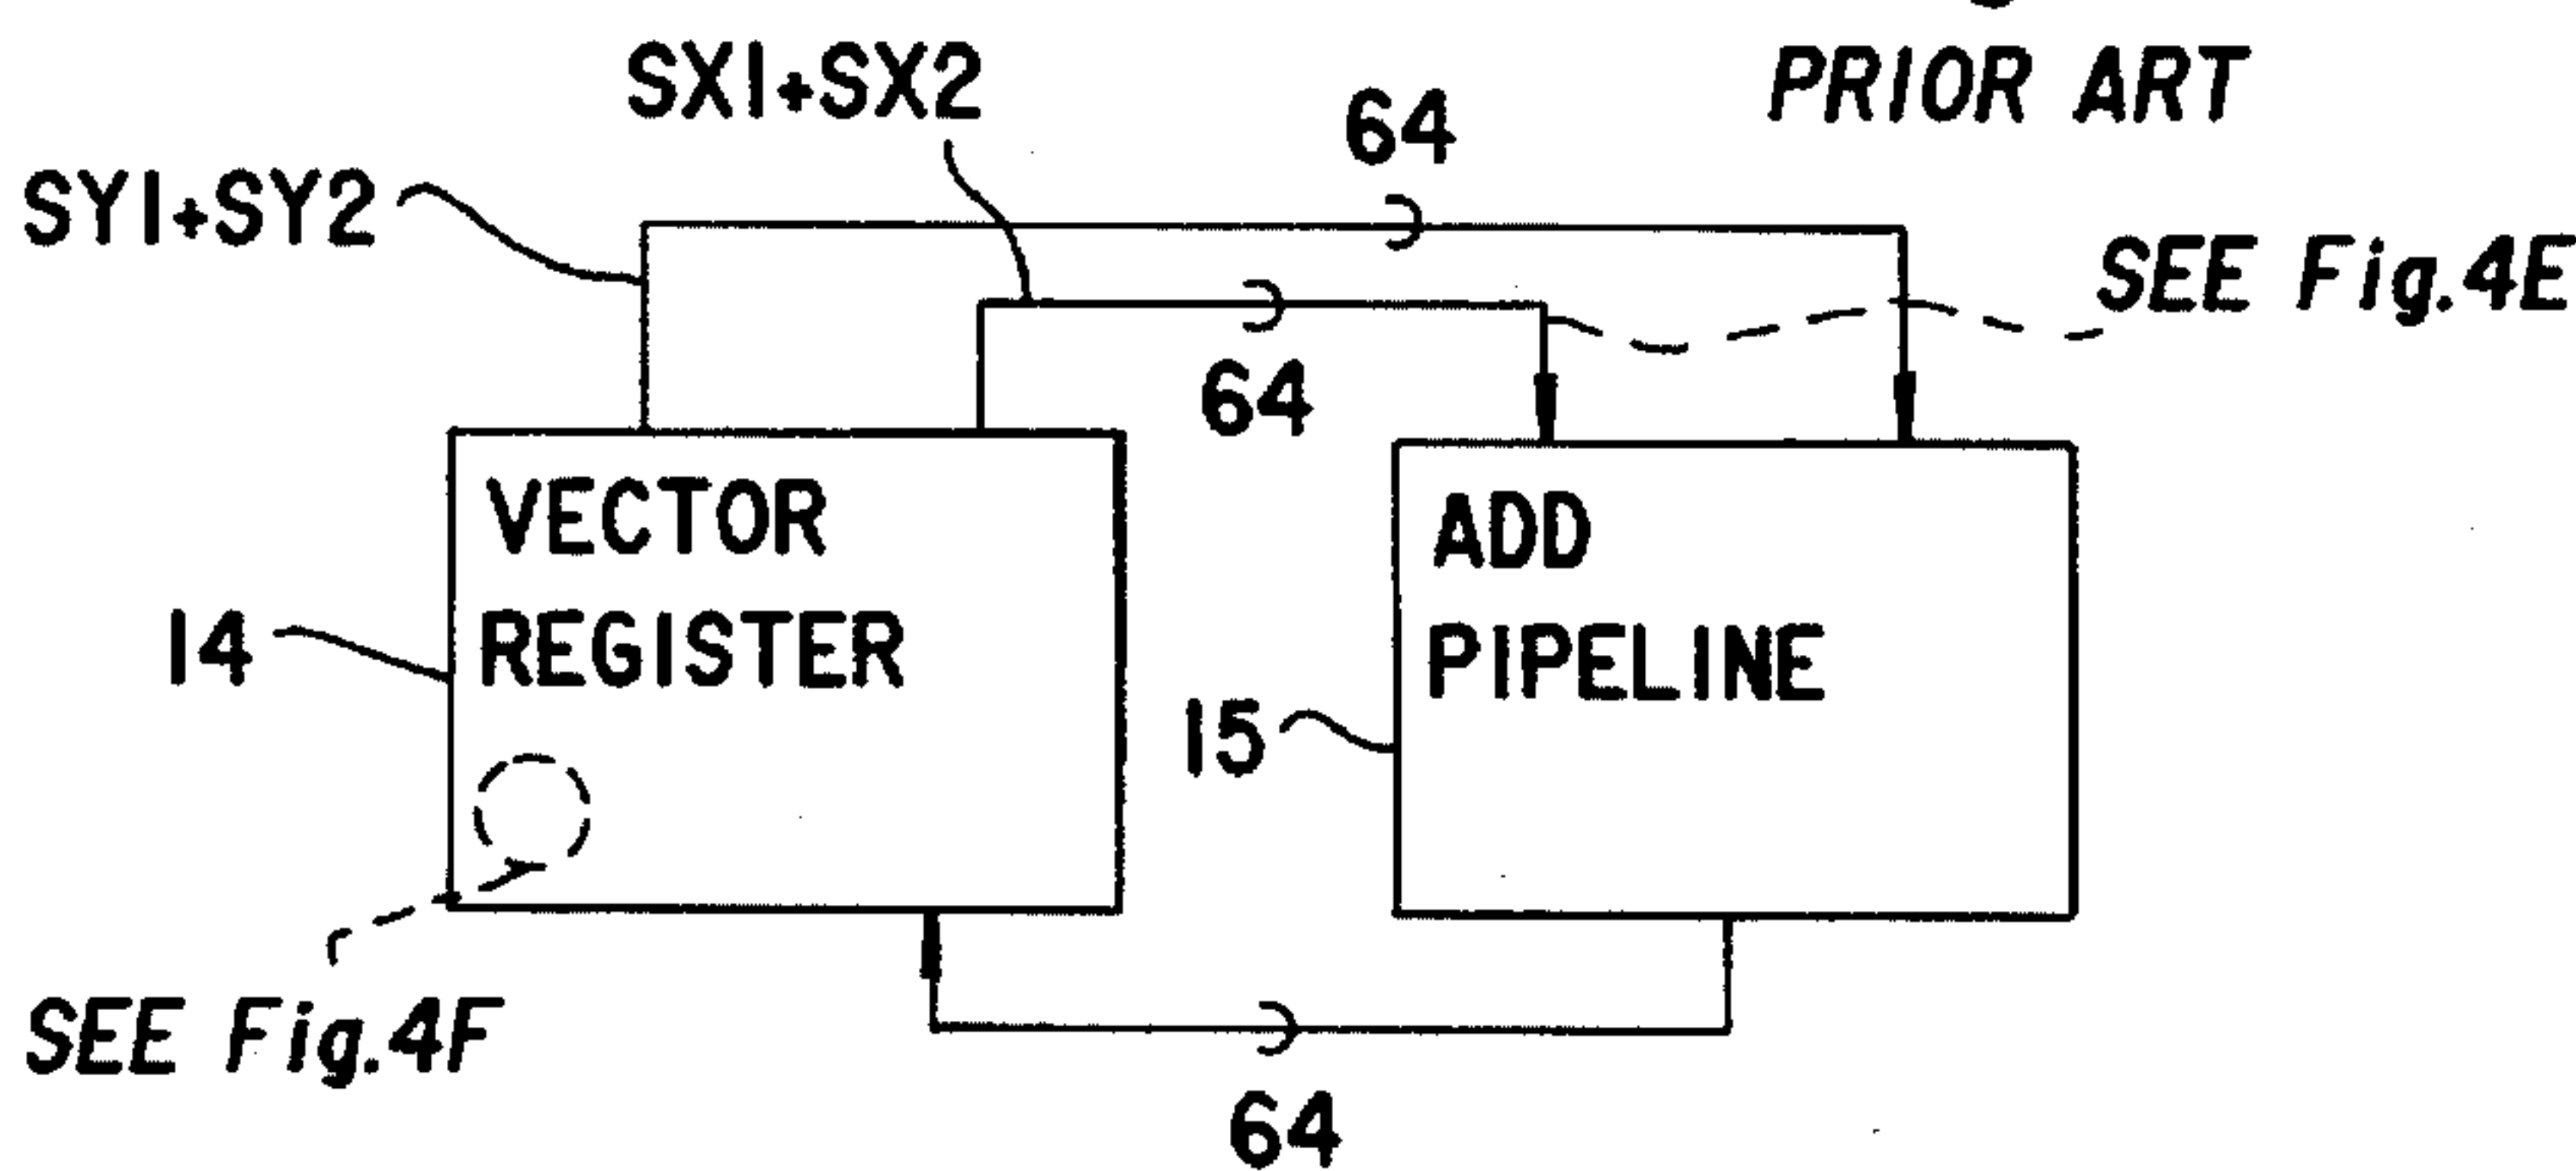 PRIOR ART
SX1+SX2
64
SY1+SY2
SEE Fig.4E
64
VECTOR
REGISTER
ADD
PIPELINE
14
15
SEE Fig.4F
64